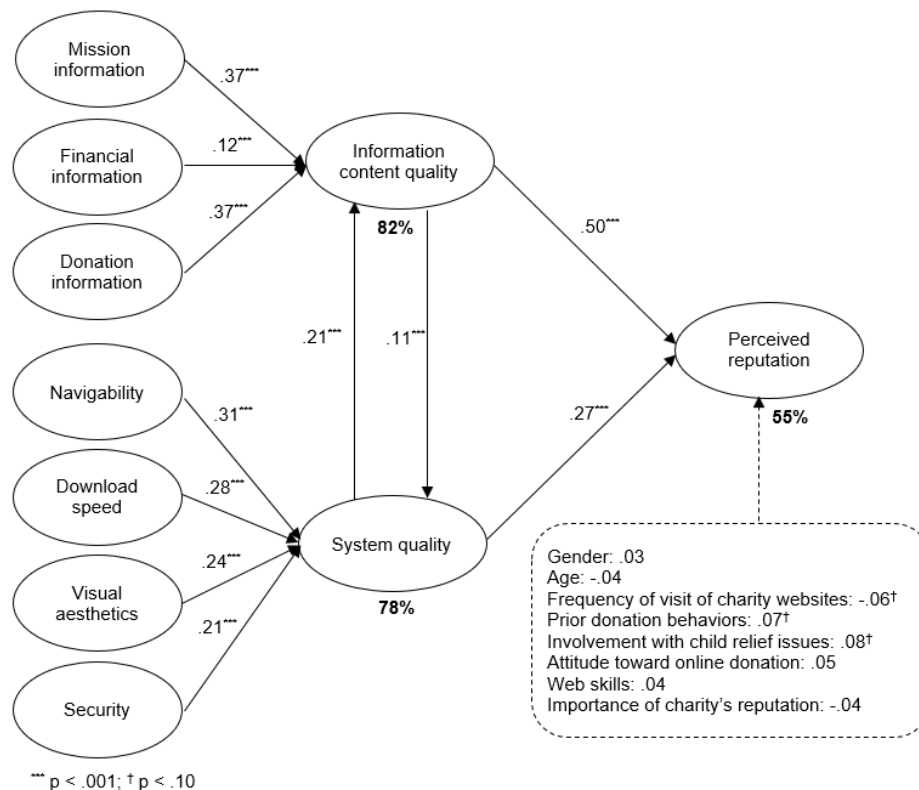 Mission
information
.37***
Financial
information
.12***
Donation
information
.37***
Information
content quality
82%
.50***
.21***
.11***
Perceived
reputation
55%
Navigability
.31***
Download
speed
.28***
Visual
aesthetics
.24***
Security
.21***
System quality
78%
.27***
Gender: .03
Age: -.04
Frequency of visit of charity websites: -.06†
Prior donation behaviors: .07†
Involvement with child relief issues: .08†
Attitude toward online donation: .05
Web skills: .04
Importance of charity's reputation: -.04
*** p < .001; † p < .10